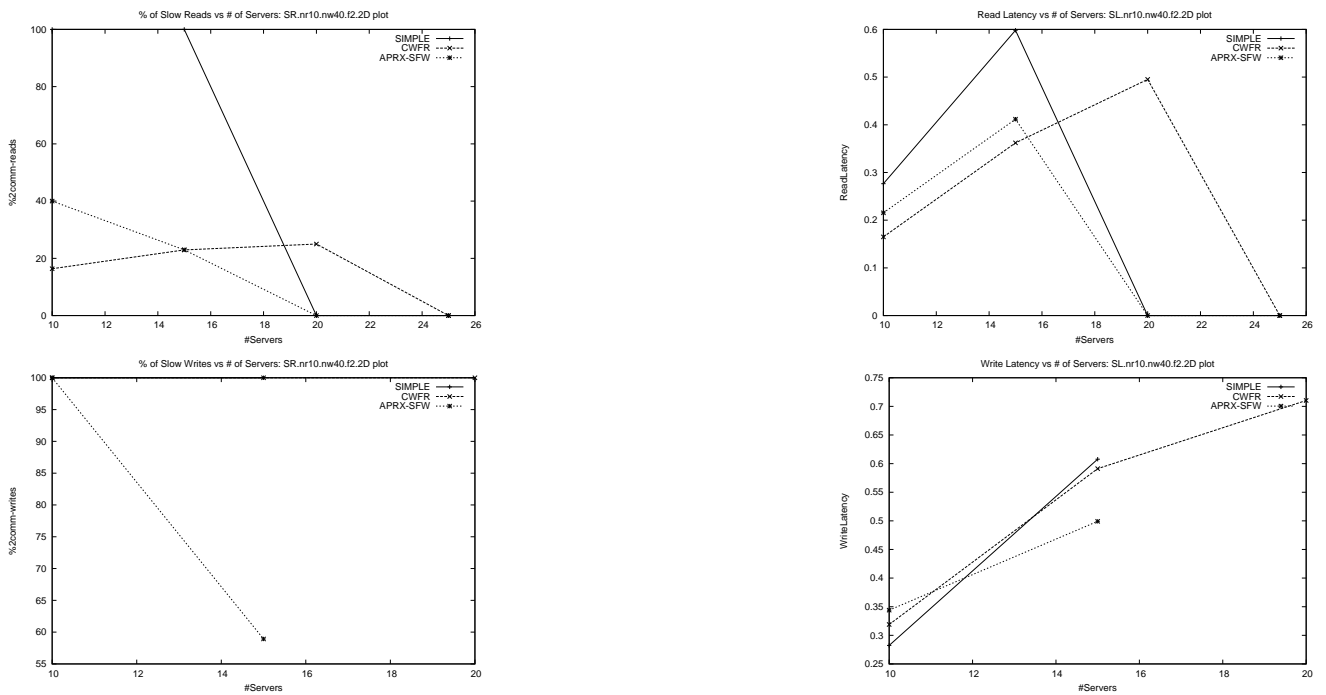 % of Slow Reads vs # of Servers: SR.nr10.nw40.f2.2D plot
SIMPLE
CWFR
APRX-SFW
%2comm-reads
100
80
60
40
20
0
10 12 14 16 18 20 22 24 26
#Servers
Read Latency vs # of Servers: SL.nr10.nw40.f2.2D plot
SIMPLE
CWFR
APRX-SFW
ReadLatency
0.6
0.5
0.4
0.3
0.2
0.1
0
10 12 14 16 18 20 22 24 26
#Servers
% of Slow Writes vs # of Servers: SR.nr10.nw40.f2.2D plot
SIMPLE
CWFR
APRX-SFW
%2comm-writes
100
95
90
85
80
75
70
65
60
55
10 12 14 16 18 20
#Servers
Write Latency vs # of Servers: SL.nr10.nw40.f2.2D plot
SIMPLE
CWFR
APRX-SFW
WriteLatency
0.75
0.7
0.65
0.6
0.55
0.5
0.45
0.4
0.35
0.3
0.25
10 12 14 16 18 20
#Servers